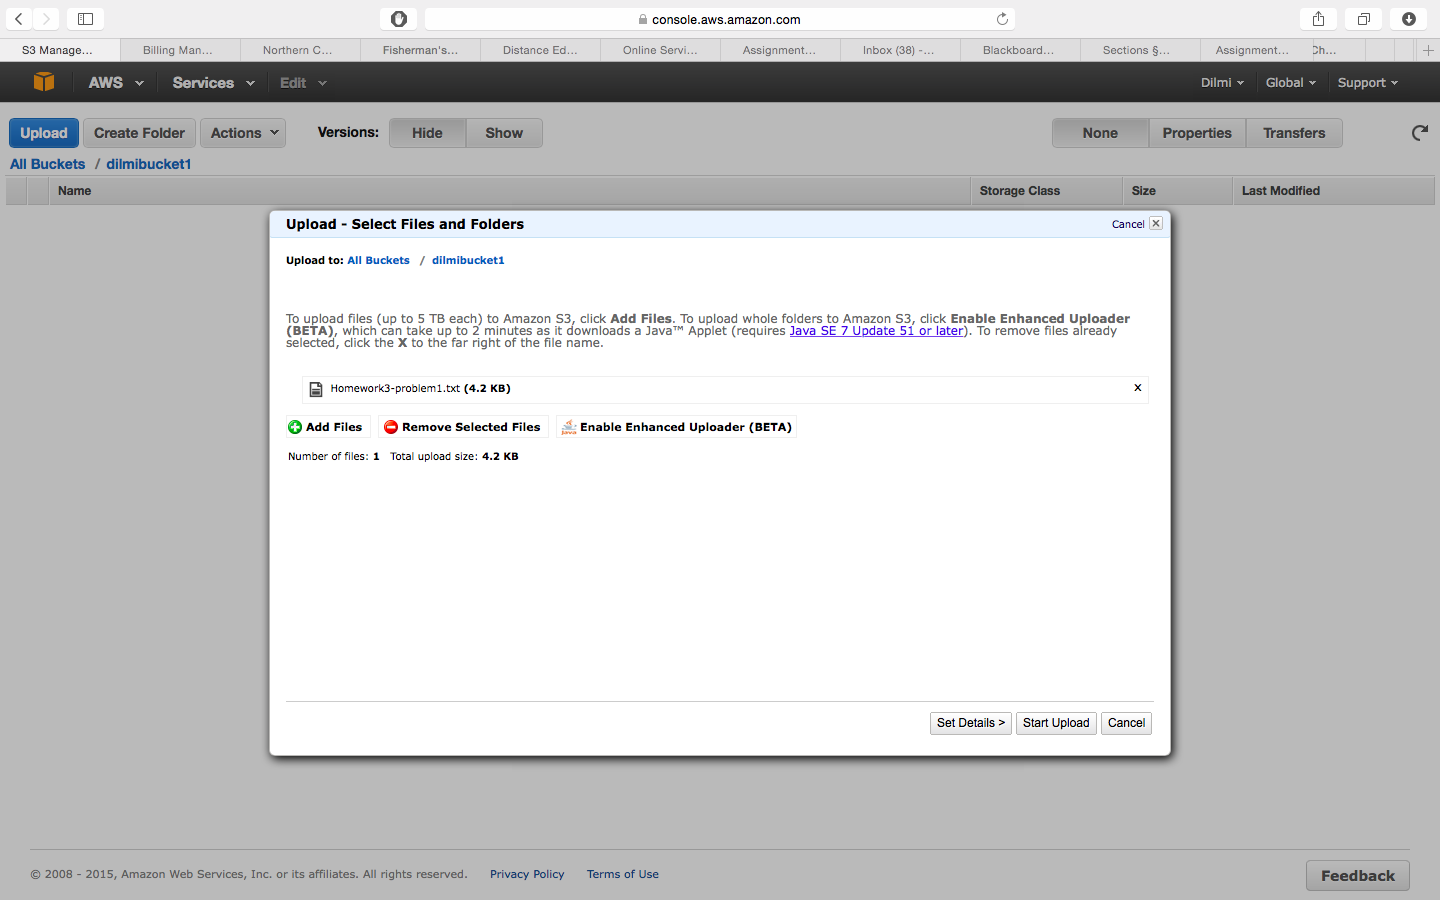 console.aws.amazon.com
S3 Manage... Billing Man... Northern C... Fisherman's... Distance Ed... Online Servi... Assignment... Inbox (38) -... Blackboard... Sections §... Assignment... Ch...
AWS Services Edit Dilmi Global Support
Upload Create Folder Actions Versions: Hide Show None Properties Transfers
All Buckets / dilmibucket1
Name Storage Class Size Last Modified
Upload - Select Files and Folders Cancel
Upload to: All Buckets / dilmibucket1
To upload files (up to 5 TB each) to Amazon S3, click Add Files. To upload whole folders to Amazon S3, click Enable Enhanced Uploader
(BETA), which can take up to 2 minutes as it downloads a Java™ Applet (requires Java SE 7 Update 51 or later). To remove files already
selected, click the X to the far right of the file name.
Homework3-problem1.txt (4.2 KB) x
Add Files Remove Selected Files Enable Enhanced Uploader (BETA)
Number of files: 1 Total upload size: 4.2 KB
Set Details > Start Upload Cancel
© 2008 - 2015, Amazon Web Services, Inc. or its affiliates. All rights reserved. Privacy Policy Terms of Use Feedback